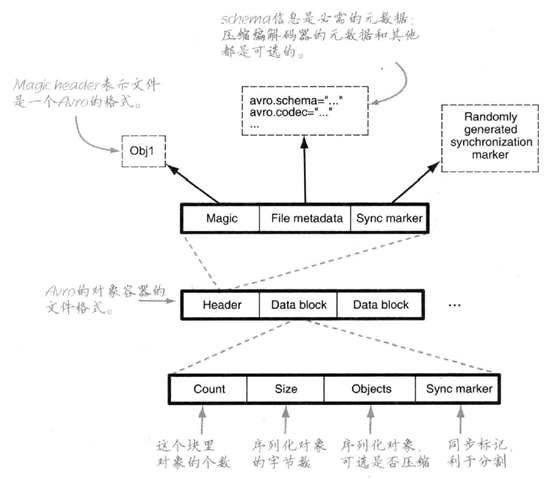 schema信息是必需的元数据;
压缩编解码器的元数据和其他
都是可选的。
Magic header表示文件
是一个Avro的格式。
avro.schema="..."
avro.codec="..."
...
Randomly
generated
synchronization
marker
Obj1
Magic
File metadata
Sync marker
Avro的对象容器的
文件格式。
Header
Data block
Data block
...
Count
Size
Objects
Sync marker
这个块里
对象的个数
序列化对象
的字节数
序列化对象,
可选是否压缩
同步标记,
利于分割